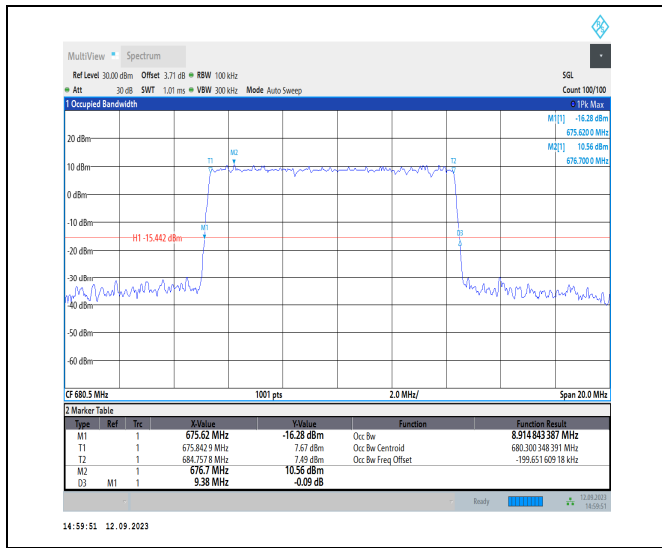 MultiView Spectrum
Ref Level 30.00 dBm Offset 3.71 dB RBW 100 kHz SGL
Att 30 dB SWT 1.01 ms VBW 300 kHz Mode Auto Sweep Count 100/100
1 Occupied Bandwidth 1Pk Max
M1[1] -16.28 dBm
675.620 0 MHz
20 dBm
M2[1] 10.56 dBm
676.700 0 MHz
M2
T1 T2
10 dBm
0 dBm
-10 dBm
M1
D3
H1 -15.442 dBm
-20 dBm
-30 dBm
-40 dBm
-50 dBm
-60 dBm
CF 680.5 MHz 1001 pts 2.0 MHz/ Span 20.0 MHz
2 Marker Table
Type Ref Trc X-Value Y-Value Function Function Result
M1 1 675.62 MHz -16.28 dBm Occ Bw 8.914 843 387 MHz
T1 1 675.842 9 MHz 7.67 dBm Occ Bw Centroid 680.300 348 391 MHz
T2 1 684.757 8 MHz 7.49 dBm Occ Bw Freq Offset -199.651 609 18 kHz
M2 1 676.7 MHz 10.56 dBm
D3 M1 1 9.38 MHz -0.09 dB
Ready 12.09.2023
14:59:51
14:59:51 12.09.2023